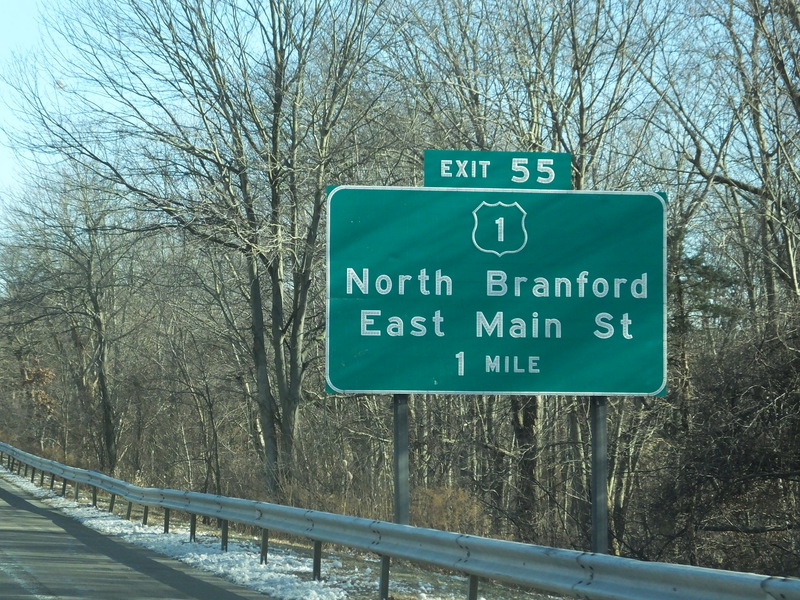 EXIT 55
1
North Branford
East Main St
1 MILE